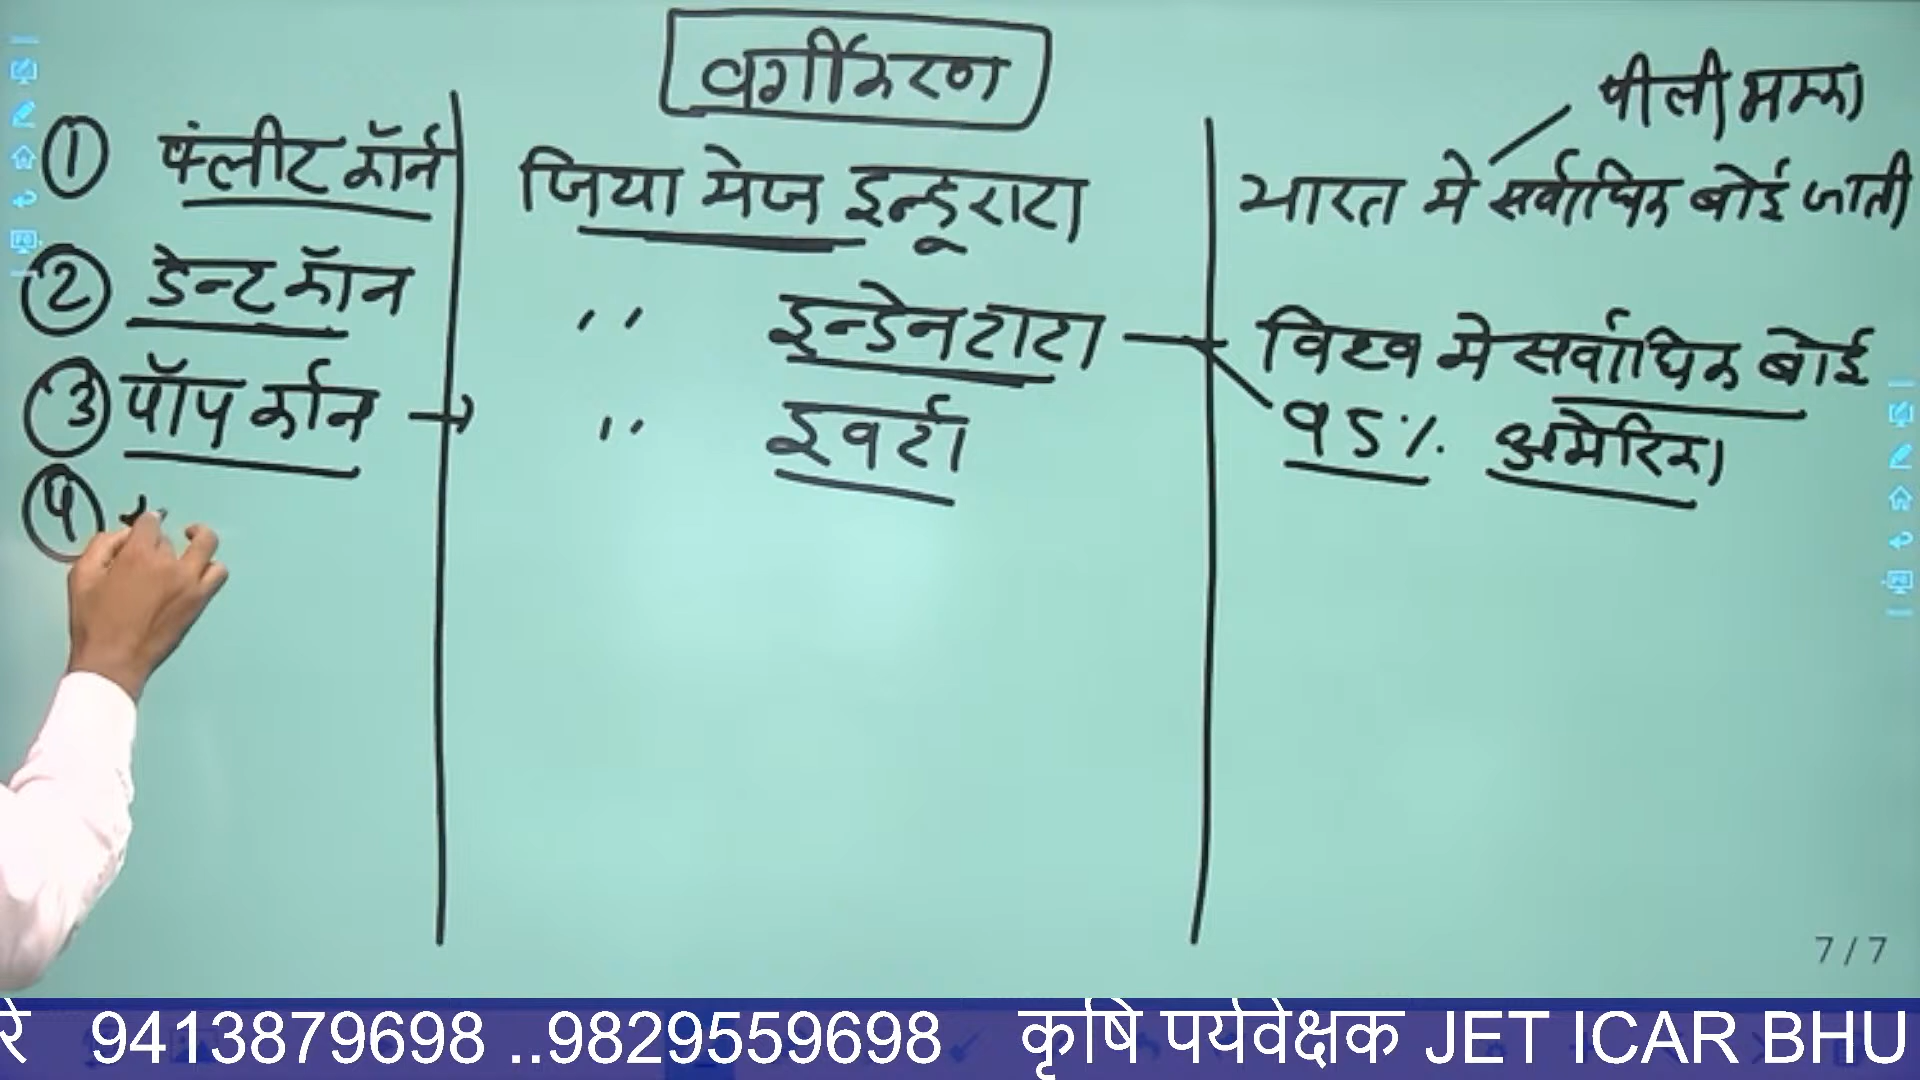 वर्गीकरण
पीली मक्का
① फ्लीट कॉर्न जिया मेज इन्डूराटा भारत मे सर्वाधिक बोई जाती
② डेन्ट कॉन ,, इन्डेनटाटा विश्व मे सर्वाधिक बोई
95% अमेरिका
③ पॉप कॉन → ,, इवर्टा
④
7 / 7
रे 9413879698 ..9829559698 कृषि पर्यवेक्षक JET ICAR BHU